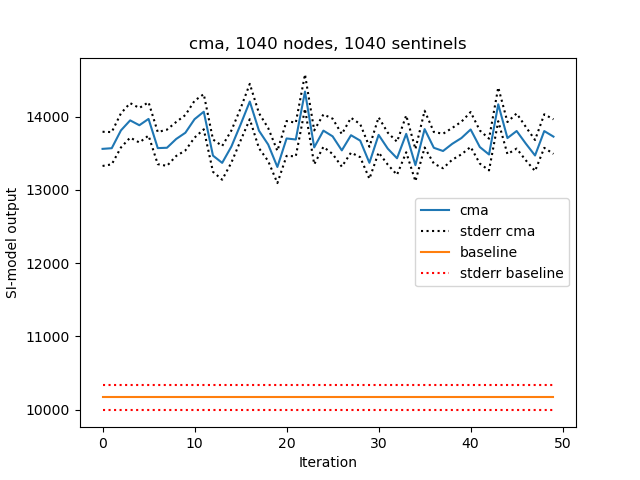 cma, 1040 nodes, 1040 sentinels
SI-model output
14000
13000
12000
11000
10000
cma
stderr cma
baseline
stderr baseline
0 10 20 30 40 50
Iteration